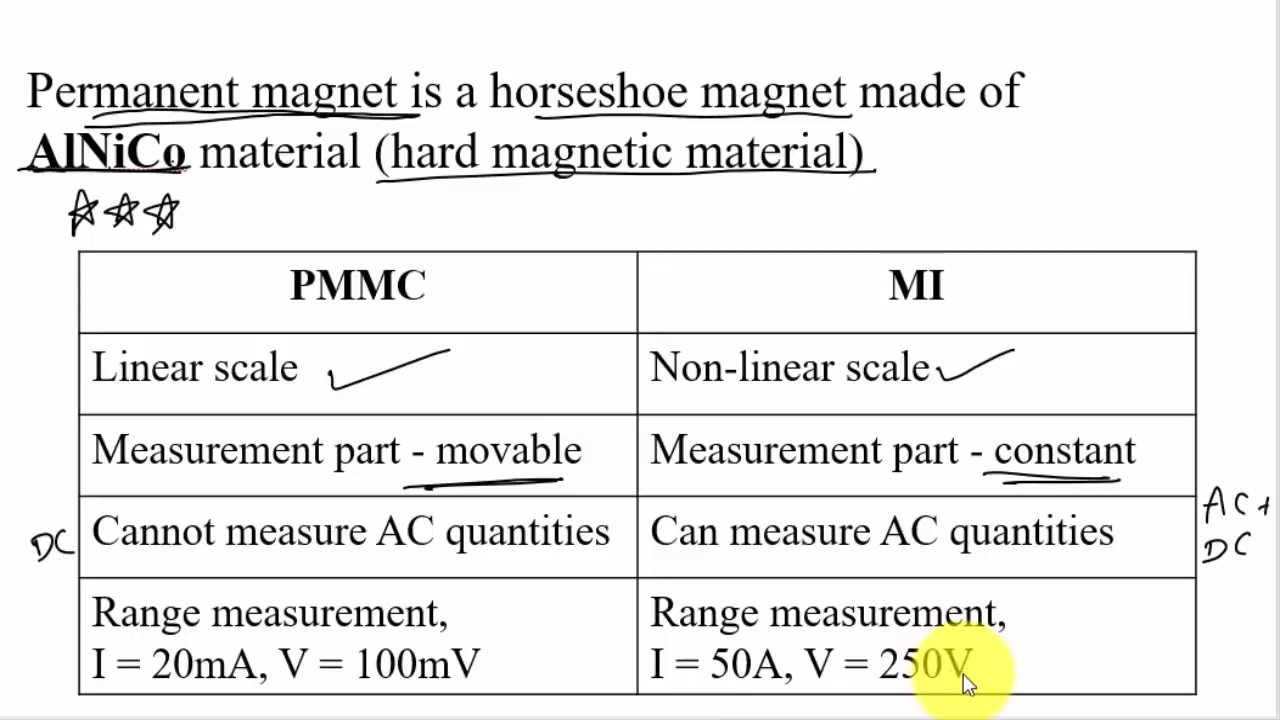 Permanent magnet is a horseshoe magnet made of
AlNiCo material (hard magnetic material)
PMMC MI
Linear scale Non-linear scale
Measurement part - movable Measurement part - constant
DC Cannot measure AC quantities Can measure AC quantities AC+
DC
Range measurement, Range measurement,
I = 20mA, V = 100mV I = 50A, V = 250V